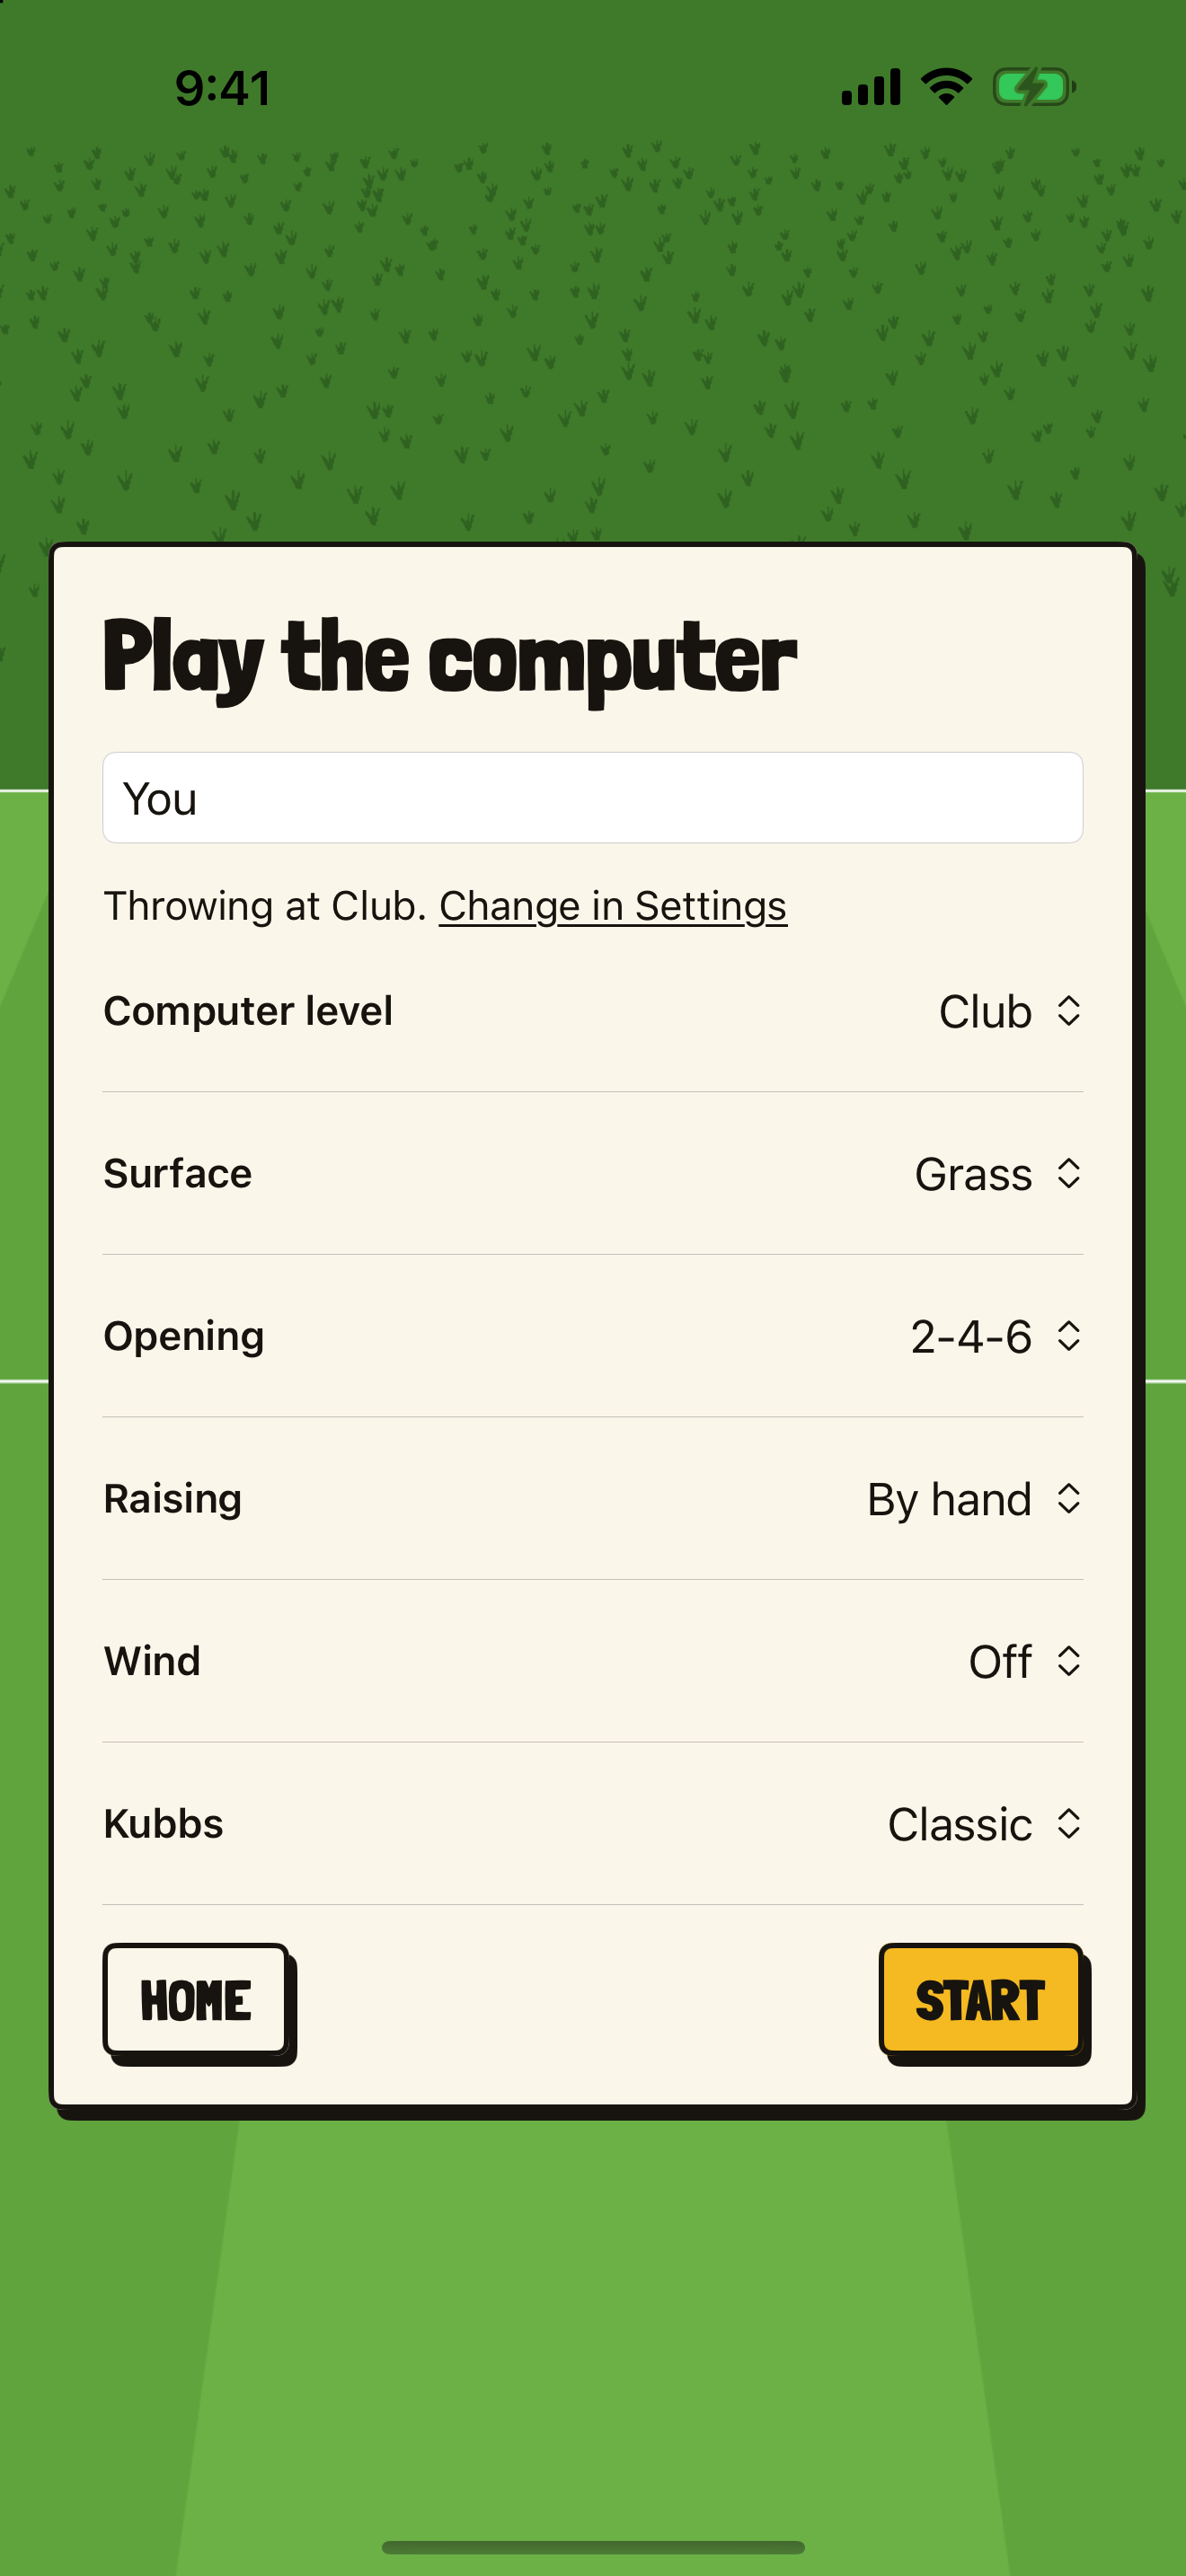 9:41
Play the computer
You
Throwing at Club. Change in Settings
Computer level Club
Surface Grass
Opening 2-4-6
Raising By hand
Wind Off
Kubbs Classic
HOME START